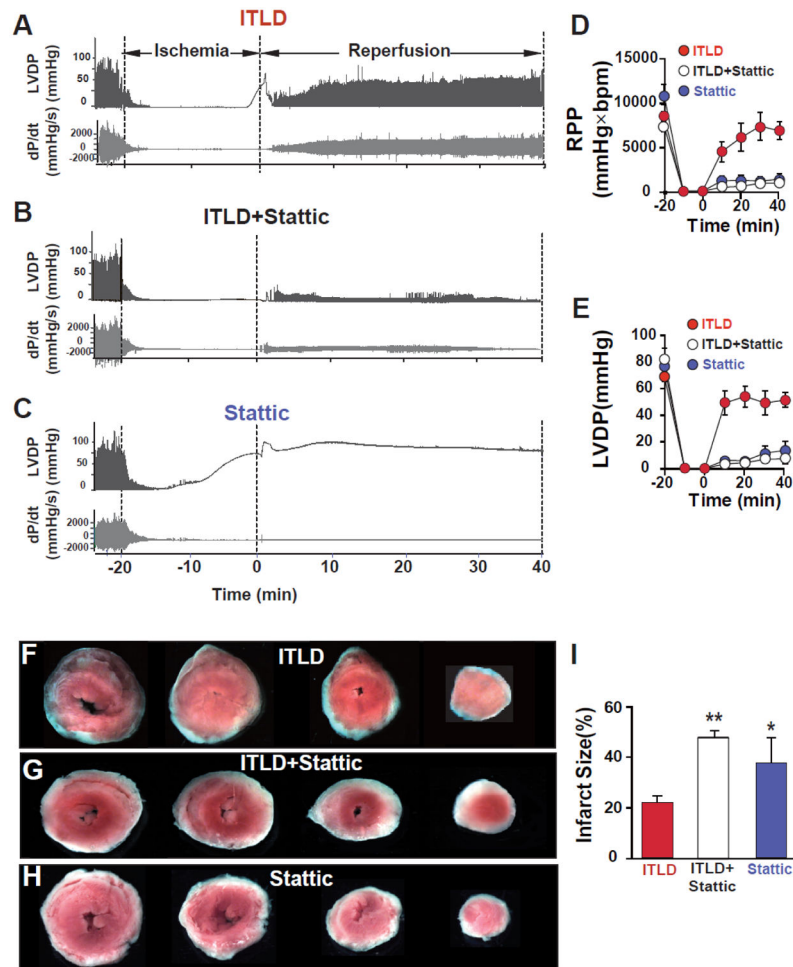 A
ITLD
Ischemia
Reperfusion
LVDP
(mmHg)
100
50
0
dP/dt
(mmHg/s)
2000
0
-2000
B
ITLD+Stattic
LVDP
(mmHg)
100
50
0
dP/dt
(mmHg/s)
2000
0
-2000
C
Stattic
LVDP
(mmHg)
100
50
0
dP/dt
(mmHg/s)
2000
0
-2000
-20 -10 0 10 20 30 40
Time (min)
D
RPP
(mmHg×bpm)
15000
10000
5000
0
ITLD
ITLD+Stattic
Stattic
-20 0 20 40
Time (min)
E
LVDP(mmHg)
100
80
60
40
20
0
ITLD
ITLD+Stattic
Stattic
-20 0 20 40
Time (min)
F
ITLD
G
ITLD+Stattic
H
Stattic
I
Infarct Size(%)
60
40
20
0
**
*
ITLD
ITLD+
Stattic
Stattic